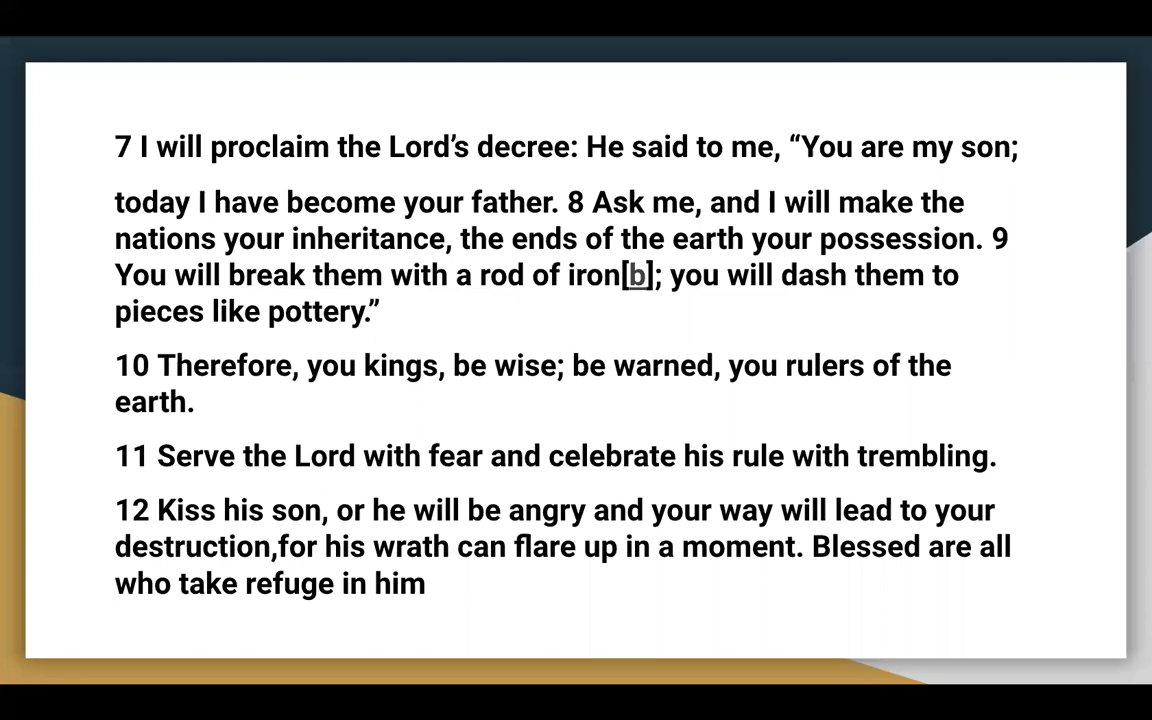 7 I will proclaim the Lord’s decree: He said to me, “You are my son;
today I have become your father. 8 Ask me, and I will make the
nations your inheritance, the ends of the earth your possession. 9
You will break them with a rod of iron[b]; you will dash them to
pieces like pottery.”
10 Therefore, you kings, be wise; be warned, you rulers of the
earth.
11 Serve the Lord with fear and celebrate his rule with trembling.
12 Kiss his son, or he will be angry and your way will lead to your
destruction,for his wrath can flare up in a moment. Blessed are all
who take refuge in him